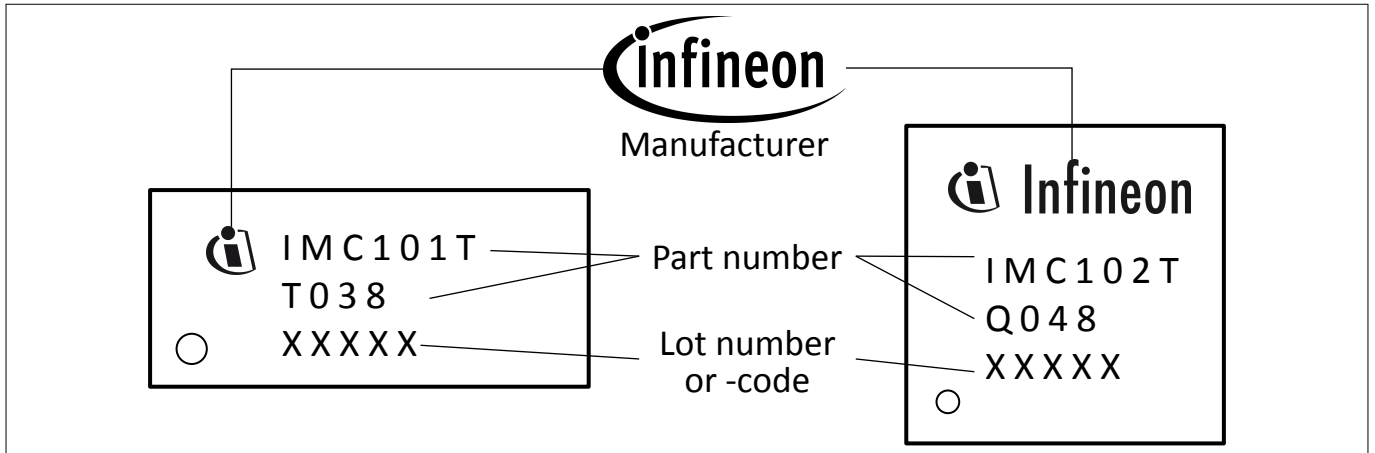 infineon
Manufacturer
Infineon
IMC101T
T038
XXXXX
Part number
Lot number
or -code
IMC102T
Q048
XXXXX